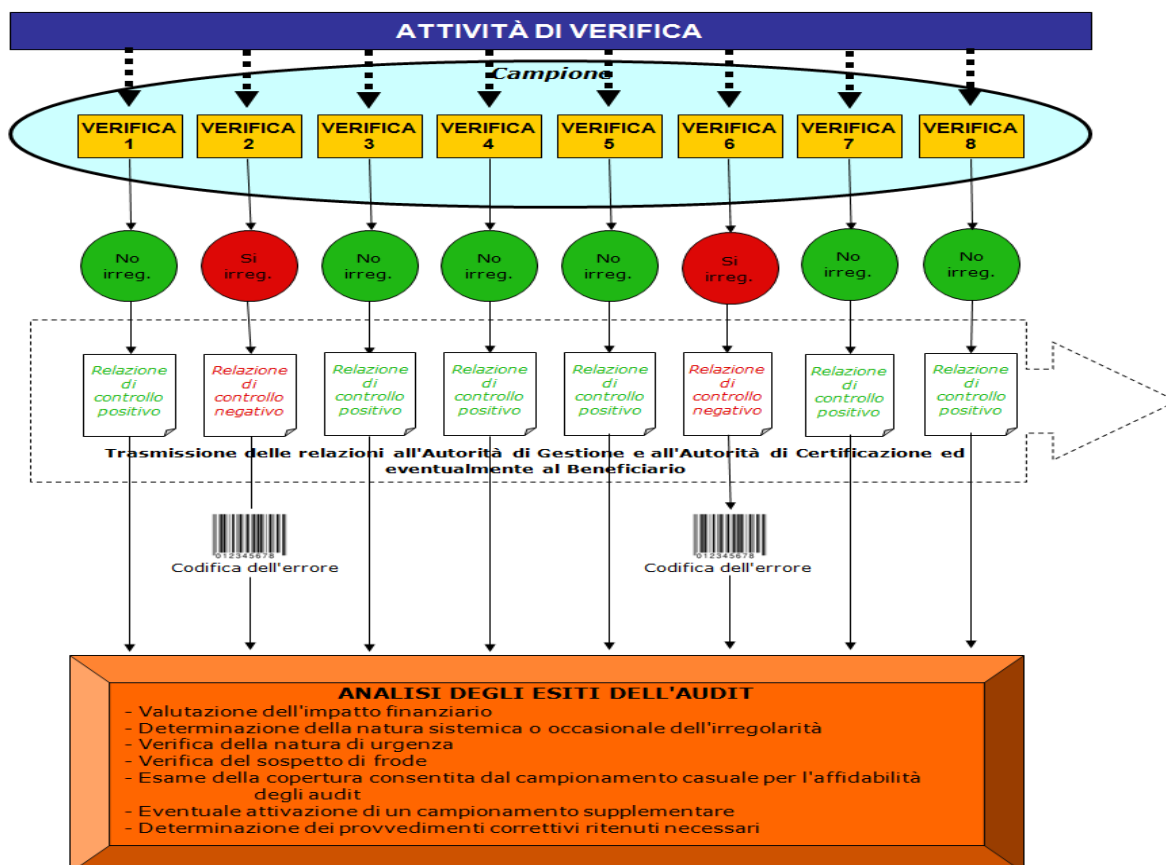 ATTIVITÀ DI VERIFICA
Campione
VERIFICA 1
VERIFICA 2
VERIFICA 3
VERIFICA 4
VERIFICA 5
VERIFICA 6
VERIFICA 7
VERIFICA 8
No
irreg.
Si
irreg.
No
irreg.
No
irreg.
No
irreg.
Si
irreg.
No
irreg.
No
irreg.
Relazione
di
controllo
positivo
Relazione
di
controllo
negativo
Relazione
di
controllo
positivo
Relazione
di
controllo
positivo
Relazione
di
controllo
positivo
Relazione
di
controllo
negativo
Relazione
di
controllo
positivo
Relazione
di
controllo
positivo
Trasmissione delle relazioni all'Autorità di Gestione e all'Autorità di Certificazione ed
eventualmente al Beneficiario
012345678
Codifica dell'errore
012345678
Codifica dell'errore
ANALISI DEGLI ESITI DELL'AUDIT
- Valutazione dell'impatto finanziario
- Determinazione della natura sistemica o occasionale dell'irregolarità
- Verifica della natura di urgenza
- Verifica del sospetto di frode
- Esame della copertura consentita dal campionamento casuale per l'affidabilità
degli audit
- Eventuale attivazione di un campionamento supplementare
- Determinazione dei provvedimenti correttivi ritenuti necessari